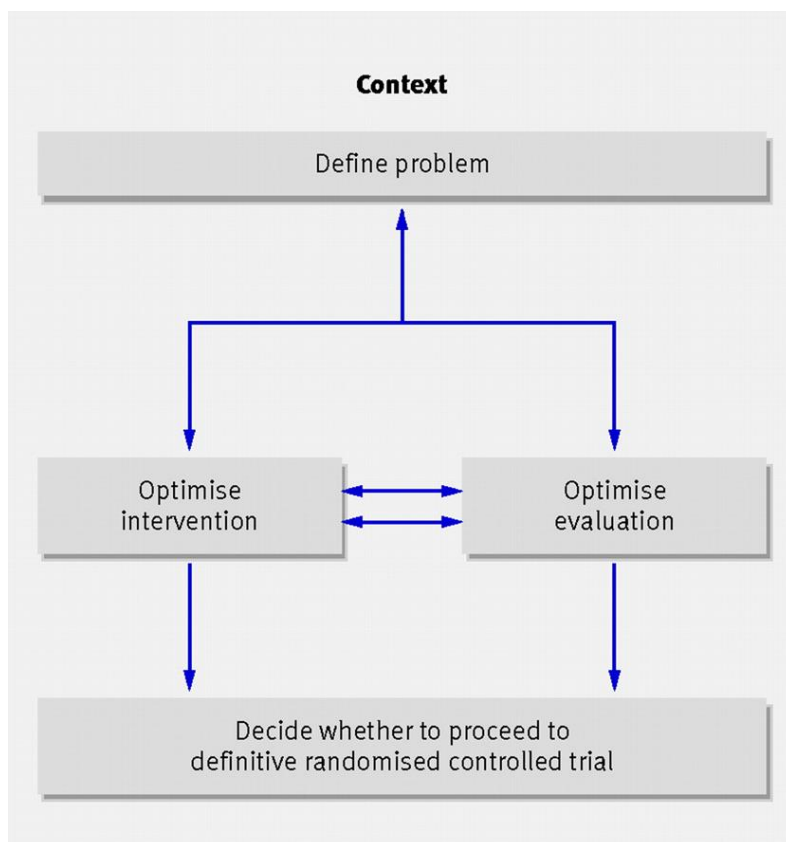 Context
Define problem
Optimise
intervention
Optimise
evaluation
Decide whether to proceed to
definitive randomised controlled trial